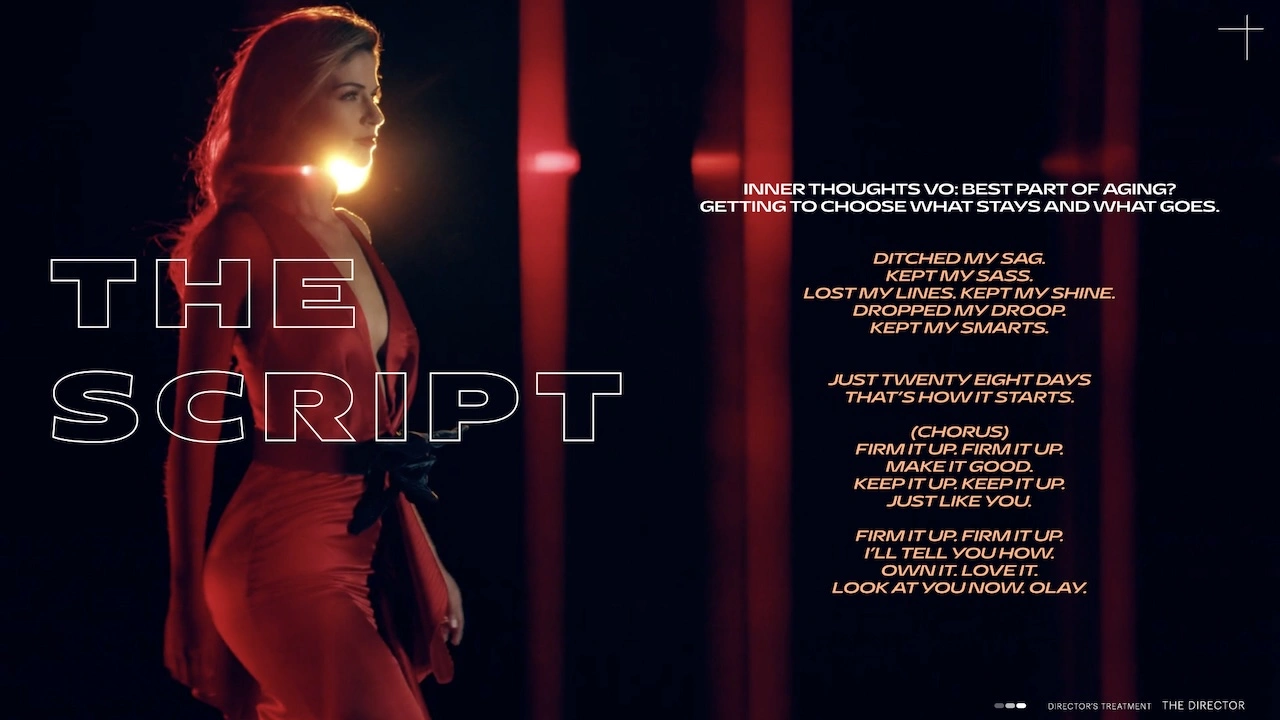 THE
SCRIPT
INNER THOUGHTS VO: BEST PART OF AGING?
GETTING TO CHOOSE WHAT STAYS AND WHAT GOES.
DITCHED MY SAG.
KEPT MY SASS.
LOST MY LINES. KEPT MY SHINE.
DROPPED MY DROOP.
KEPT MY SMARTS.
JUST TWENTY EIGHT DAYS
THAT'S HOW IT STARTS.
(CHORUS)
FIRM IT UP. FIRM IT UP.
MAKE IT GOOD.
KEEP IT UP. KEEP IT UP.
JUST LIKE YOU.
FIRM IT UP. FIRM IT UP.
I'LL TELL YOU HOW.
OWN IT. LOVE IT.
LOOK AT YOU NOW. OLAY.
DIRECTOR'S TREATMENT THE DIRECTOR